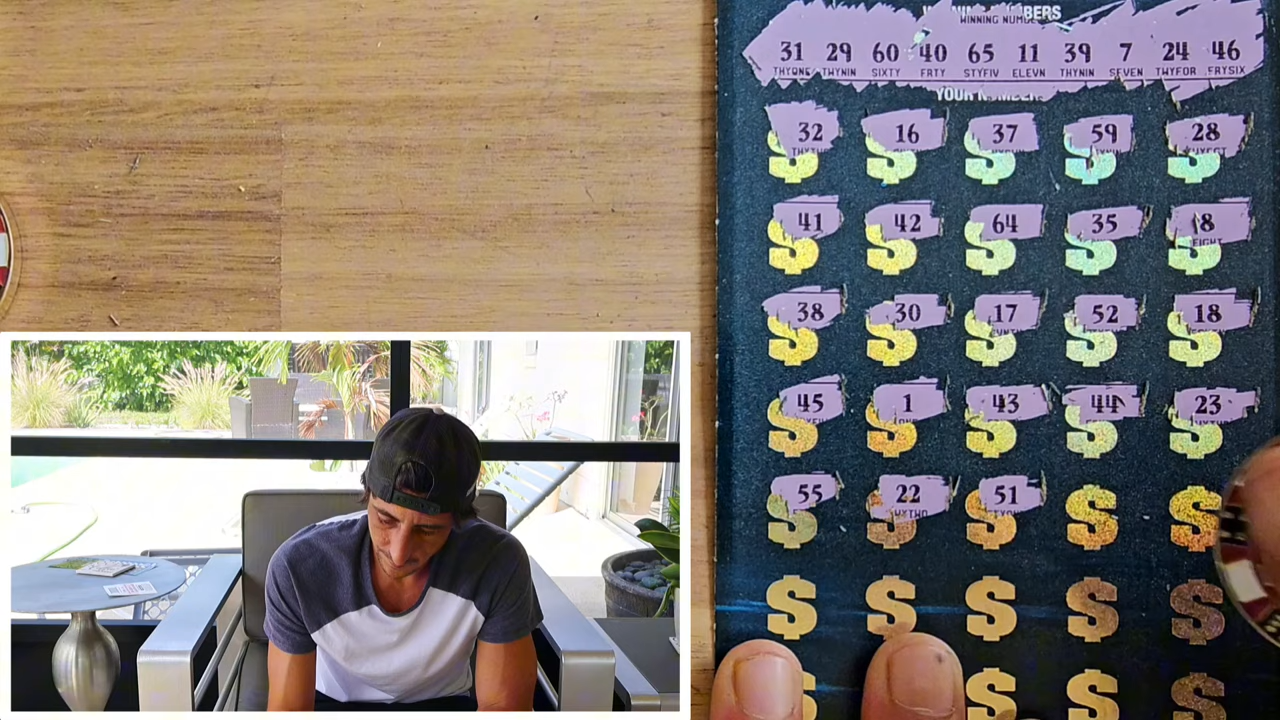 WINNING NUMBERS
31 29 60 40 65 11 39 7 24 46
THYONE THYNIN SIXTY FRTY STYFIV ELEVN THYNIN SEVEN TWYFOR FRYSIX
YOUR NUMBERS
32 16 37 59 28
41 42 64 35 8
EIGHT
38 30 17 52 18
45 1 43 44 23
55 22 51